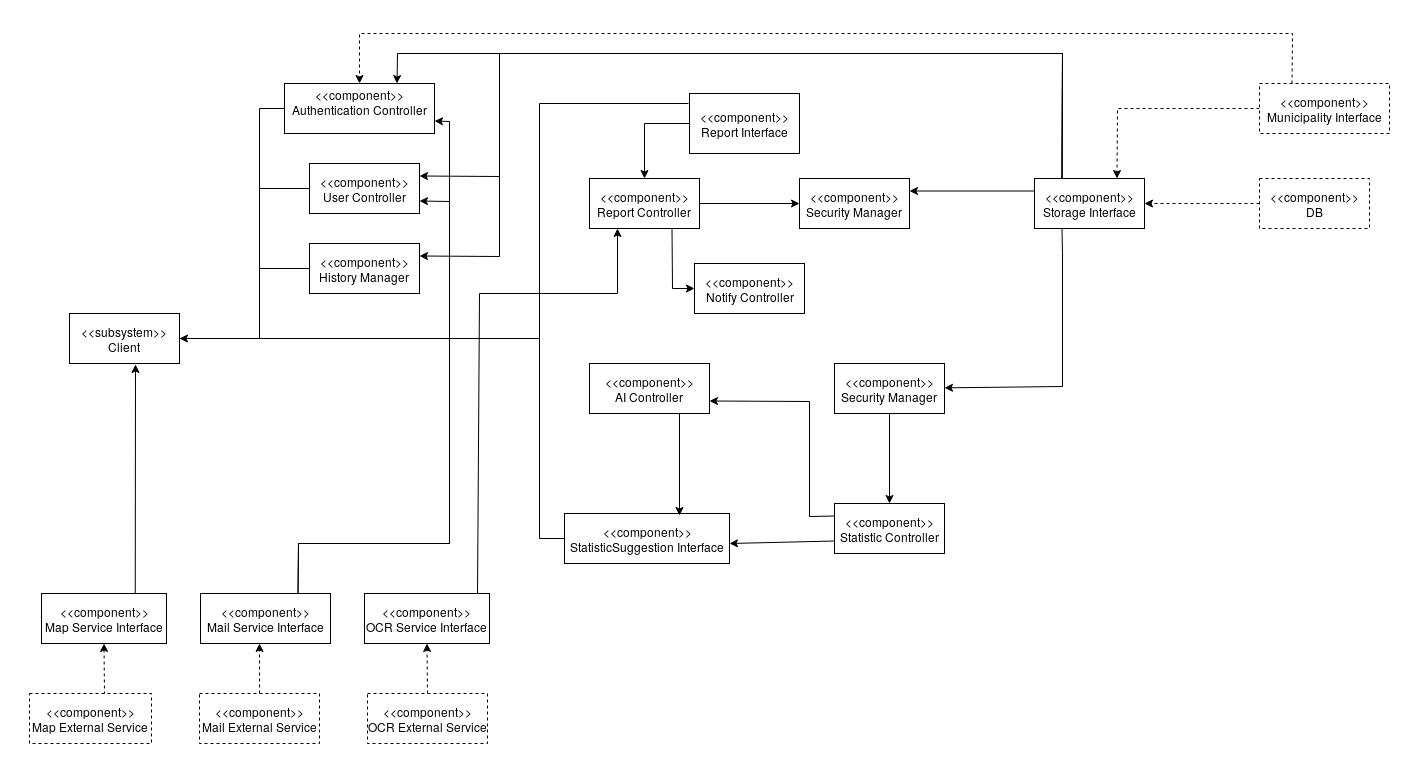 <<component>>
Authentication Controller
<<component>>
Municipality Interface
<<component>>
Report Interface
<<component>>
User Controller
<<component>>
Report Controller
<<component>>
Security Manager
<<component>>
Storage Interface
<<component>>
DB
<<component>>
History Manager
<<component>>
Notify Controller
<<subsystem>>
Client
<<component>>
AI Controller
<<component>>
Security Manager
<<component>>
StatisticSuggestion Interface
<<component>>
Statistic Controller
<<component>>
Map Service Interface
<<component>>
Mail Service Interface
<<component>>
OCR Service Interface
<<component>>
Map External Service
<<component>>
Mail External Service
<<component>>
OCR External Service